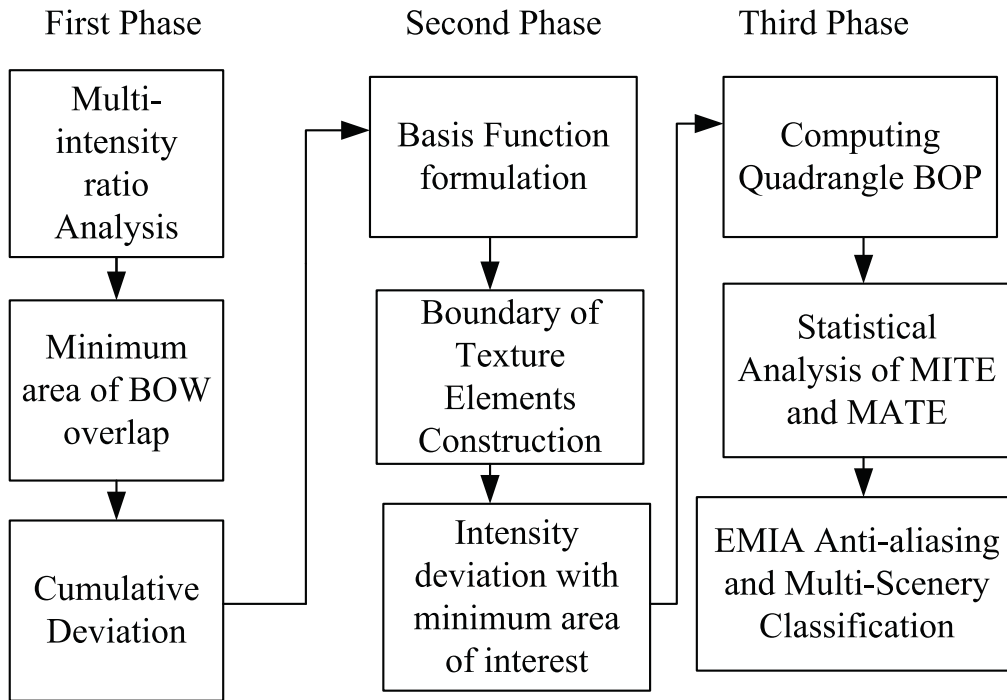 First Phase
Multi-
intensity
ratio
Analysis
Minimum
area of BOW
overlap
Cumulative
Deviation
Second Phase
Basis Function
formulation
Boundary of
Texture
Elements
Construction
Intensity
deviation with
minimum area
of interest
Third Phase
Computing
Quadrangle BOP
Statistical
Analysis of MITE
and MATE
EMIA Anti-aliasing
and Multi-Scenery
Classification